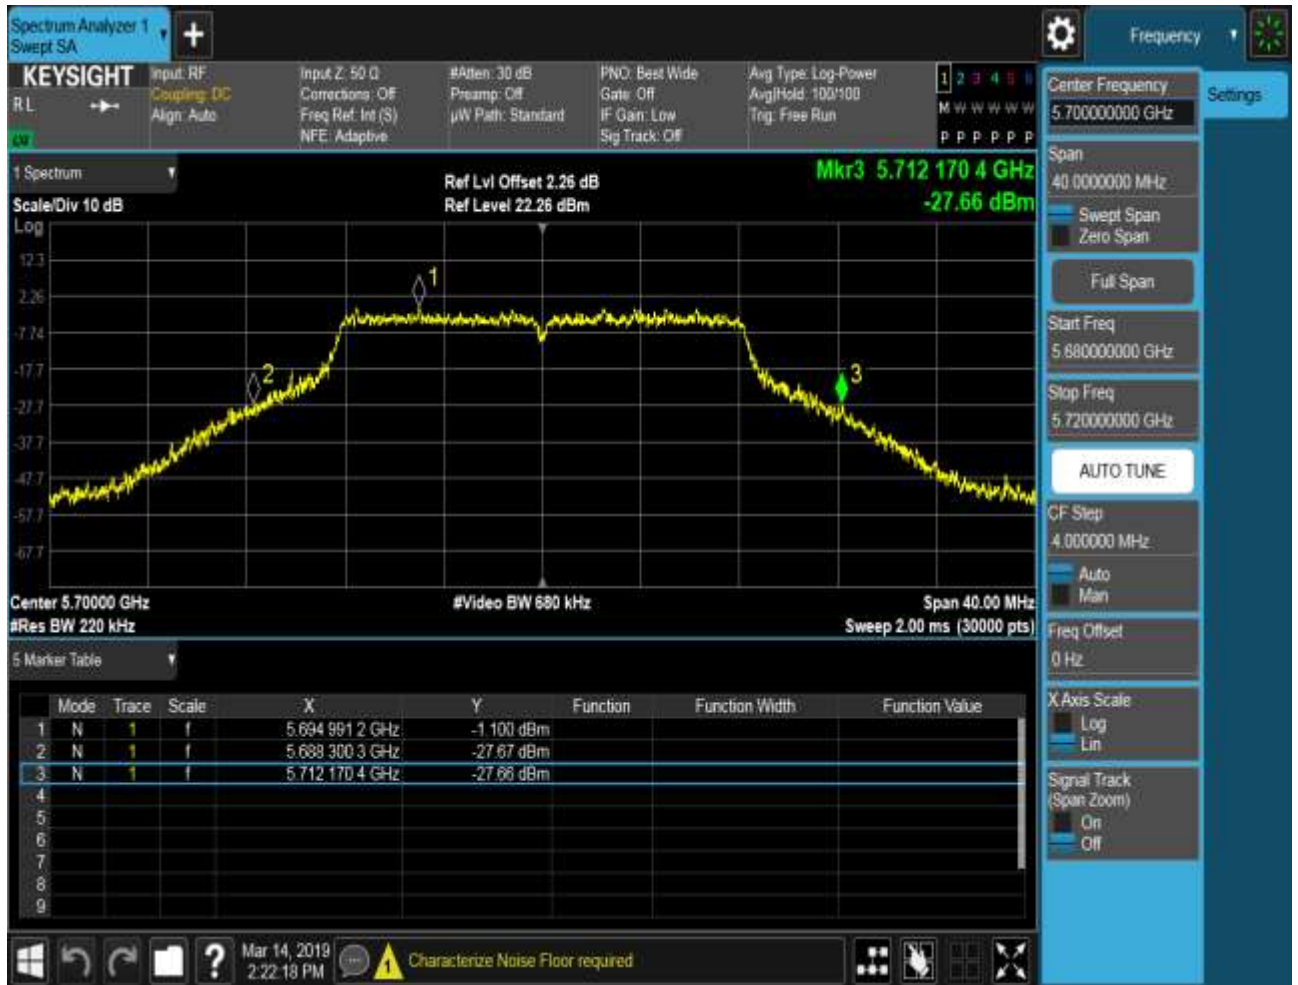 Spectrum Analyzer 1
Swept SA
Frequency
KEYSIGHT
RL
Input: RF
Coupling: DC
Align: Auto
Input Z: 50 Ω
Corrections: Off
Freq Ref: Int (S)
NFE: Adaptive
#Atten: 30 dB
Preamp: Off
µW Path: Standard
PNO: Best Wide
Gate: Off
IF Gain: Low
Sig Track: Off
Avg Type: Log-Power
Avg|Hold: 100/100
Trig: Free Run
1 2 3 4 5 6
M W W W W W
P P P P P P
1 Spectrum
Scale/Div 10 dB
Ref Lvl Offset 2.26 dB
Ref Level 22.26 dBm
Mkr3 5.712 170 4 GHz
-27.66 dBm
Log
12.3
2.26
-7.74
-17.7
-27.7
-37.7
-47.7
-57.7
-67.7
1
2
3
Center 5.70000 GHz
#Res BW 220 kHz
#Video BW 680 kHz
Span 40.00 MHz
Sweep 2.00 ms (30000 pts)
5 Marker Table
Mode Trace Scale X Y Function Function Width Function Value
1 N 1 f 5.694 991 2 GHz -1.100 dBm
2 N 1 f 5.688 300 3 GHz -27.67 dBm
3 N 1 f 5.712 170 4 GHz -27.66 dBm
4
5
6
7
8
9
Mar 14, 2019
2:22:18 PM
?
1
Characterize Noise Floor required
Center Frequency
5.700000000 GHz
Settings
Span
40.0000000 MHz
Swept Span
Zero Span
Full Span
Start Freq
5.680000000 GHz
Stop Freq
5.720000000 GHz
AUTO TUNE
CF Step
4.000000 MHz
Auto
Man
Freq Offset
0 Hz
X Axis Scale
Log
Lin
Signal Track
(Span Zoom)
On
Off